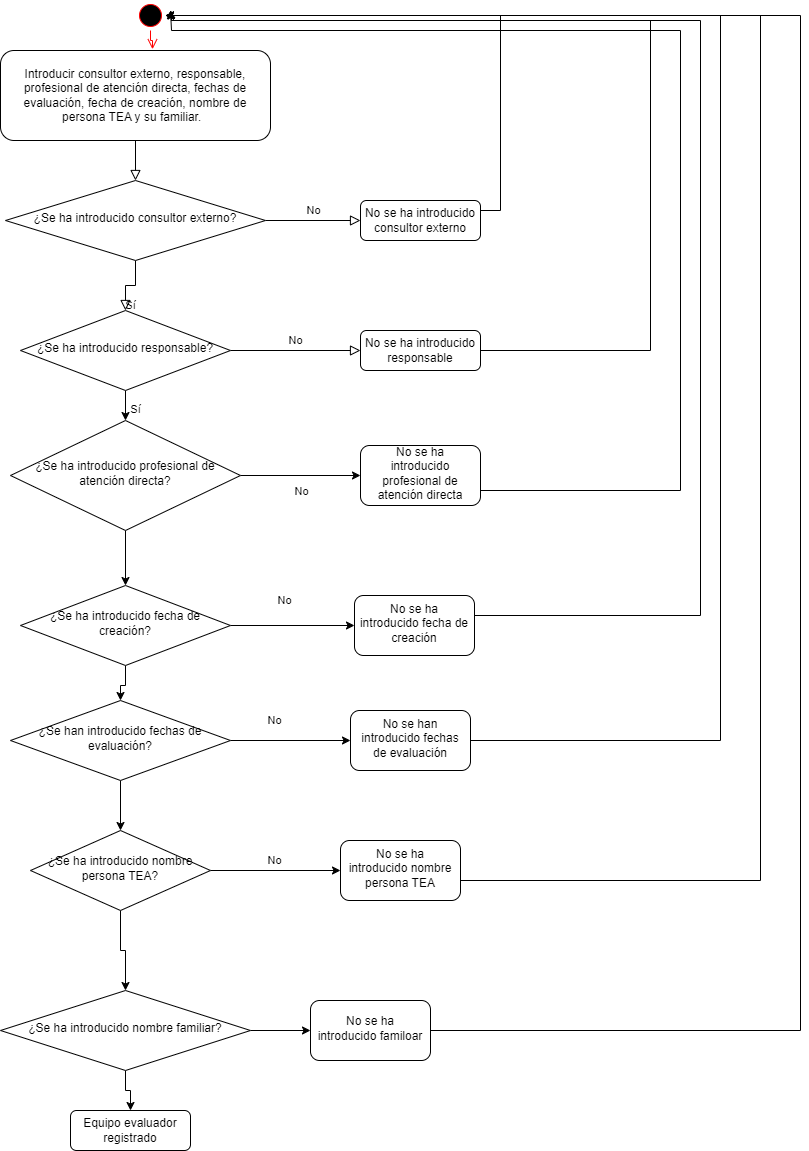 Introducir consultor externo, responsable,
profesional de atención directa, fechas de
evaluación, fecha de creación, nombre de
persona TEA y su familiar.
¿Se ha introducido consultor externo?
No
No se ha introducido
consultor externo
Sí
¿Se ha introducido responsable?
No
No se ha introducido
responsable
Sí
¿Se ha introducido profesional de
atención directa?
No
No se ha
introducido
profesional de
atención directa
¿Se ha introducido fecha de
creación?
No
No se ha
introducido fecha de
creación
¿Se han introducido fechas de
evaluación?
No
No se han
introducido fechas
de evaluación
¿Se ha introducido nombre
persona TEA?
No
No se ha
introducido nombre
persona TEA
¿Se ha introducido nombre familiar?
No se ha
introducido familoar
Equipo evaluador
registrado